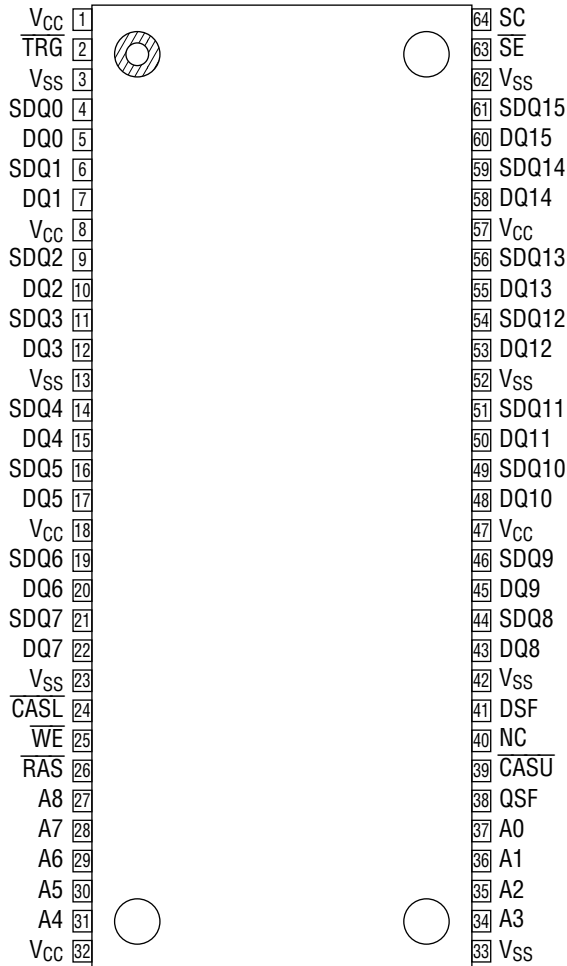 VCC 1 64 SC
TRG 2 63 SE
VSS 3 62 VSS
SDQ0 4 61 SDQ15
DQ0 5 60 DQ15
SDQ1 6 59 SDQ14
DQ1 7 58 DQ14
VCC 8 57 VCC
SDQ2 9 56 SDQ13
DQ2 10 55 DQ13
SDQ3 11 54 SDQ12
DQ3 12 53 DQ12
VSS 13 52 VSS
SDQ4 14 51 SDQ11
DQ4 15 50 DQ11
SDQ5 16 49 SDQ10
DQ5 17 48 DQ10
VCC 18 47 VCC
SDQ6 19 46 SDQ9
DQ6 20 45 DQ9
SDQ7 21 44 SDQ8
DQ7 22 43 DQ8
VSS 23 42 VSS
CASL 24 41 DSF
WE 25 40 NC
RAS 26 39 CASU
A8 27 38 QSF
A7 28 37 A0
A6 29 36 A1
A5 30 35 A2
A4 31 34 A3
VCC 32 33 VSS